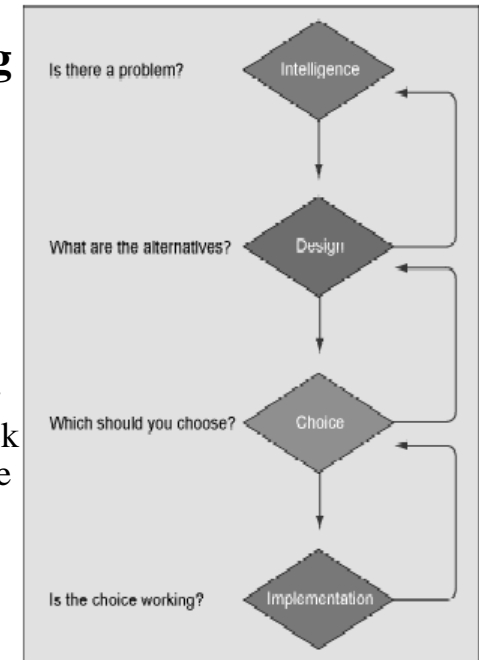 g
Is there a problem? Intelligence
What are the alternatives? Design
k
Which should you choose? Choice
e
Is the choice working? Implementation